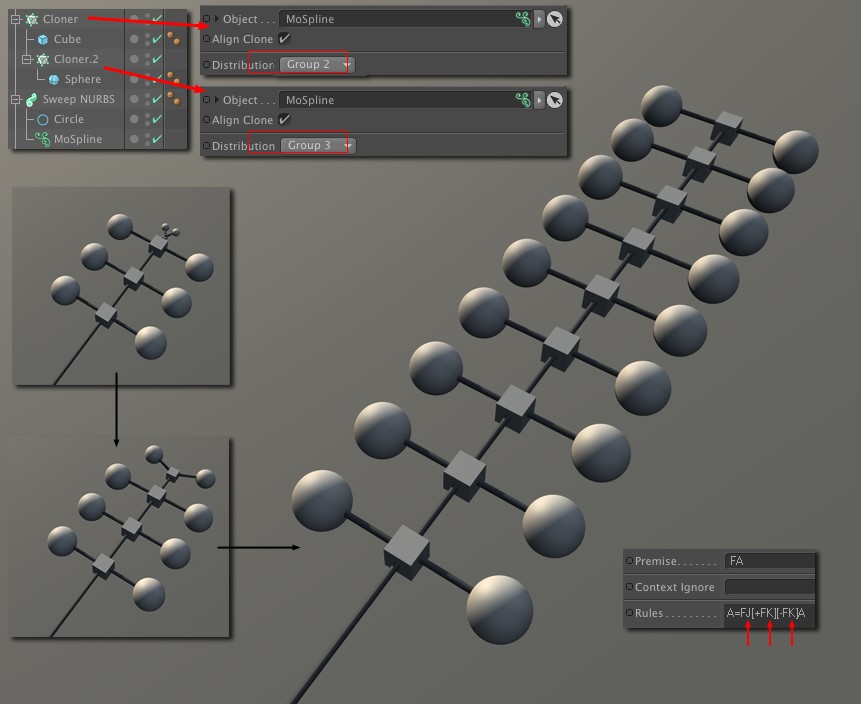 Cloner
Cube
Cloner.2
Sphere
Sweep NURBS
Circle
MoSpline
Object . . . MoSpline
Align Clone
Distribution Group 2
Object . . . MoSpline
Align Clone
Distribution Group 3
Premise. . . . . . . FA
Context Ignore
Rules. . . . . . . . . A=FJ[+FK][-FK]A